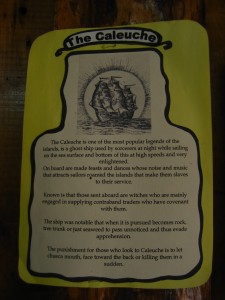 The Caleuche
The Caleuche is one of the most popular legends of the
islands, is a ghost ship used by sorcerers at night while sailing
on the sea surface and bottom of this at high speeds and very
enlightened.
On board are made feasts and dances whose noise and music
that attracts sailors around the islands that make them slaves
to their service.
Known is that those sent aboard are witches who are mainly
engaged in supplying contraband traders who have covenant
with them.
The ship was notable that when it is pursued becomes rock,
tree trunk or just seaweed to pass unnoticed and thus evade
apprehension.
The punishment for those who look to Caleuche is to let
mouth, face toward the back or killing them in a
sudden.